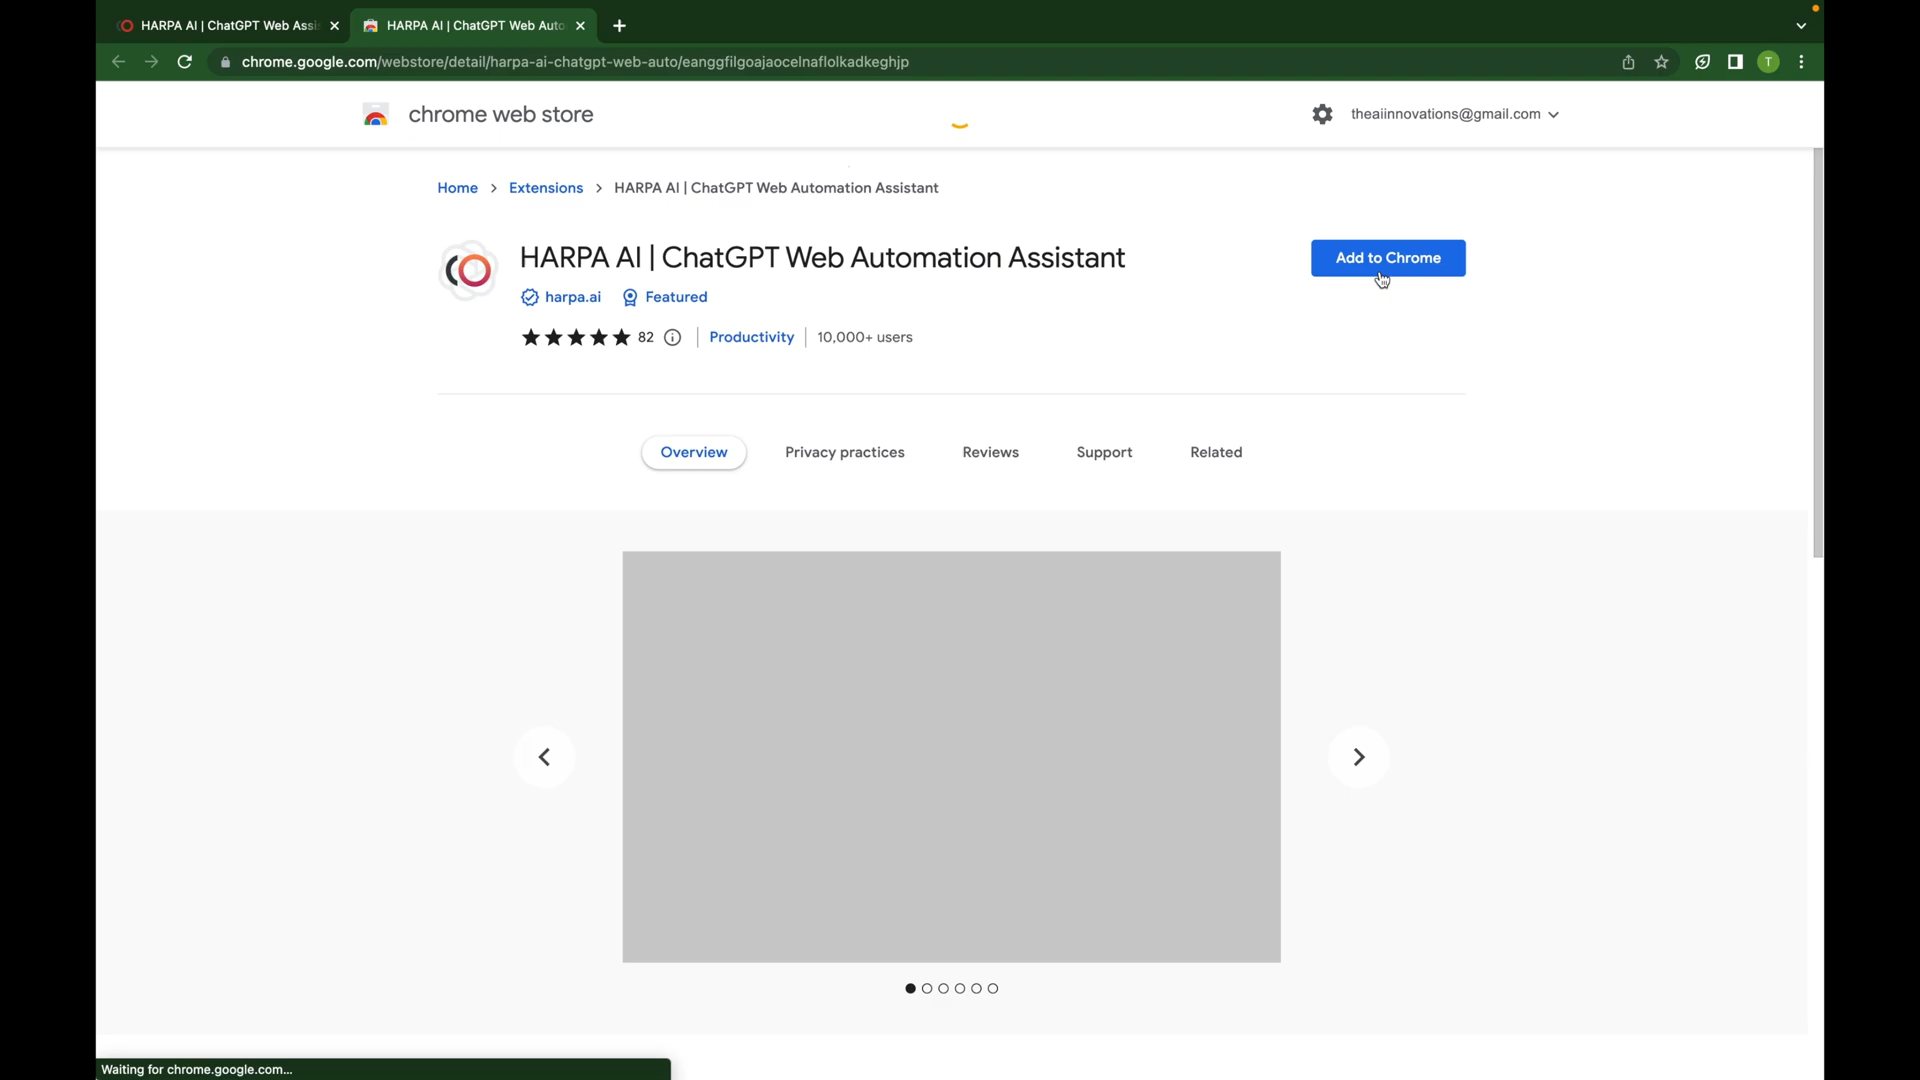 HARPA AI | ChatGPT Web Assis
HARPA AI | ChatGPT Web Auto
chrome.google.com/webstore/detail/harpa-ai-chatgpt-web-auto/eanggfilgoajaocelnaflolkadkeghjp
T
chrome web store
theaiinnovations@gmail.com
Home > Extensions > HARPA AI | ChatGPT Web Automation Assistant
HARPA AI | ChatGPT Web Automation Assistant
Add to Chrome
harpa.ai Featured
82 Productivity 10,000+ users
Overview Privacy practices Reviews Support Related
Waiting for chrome.google.com...